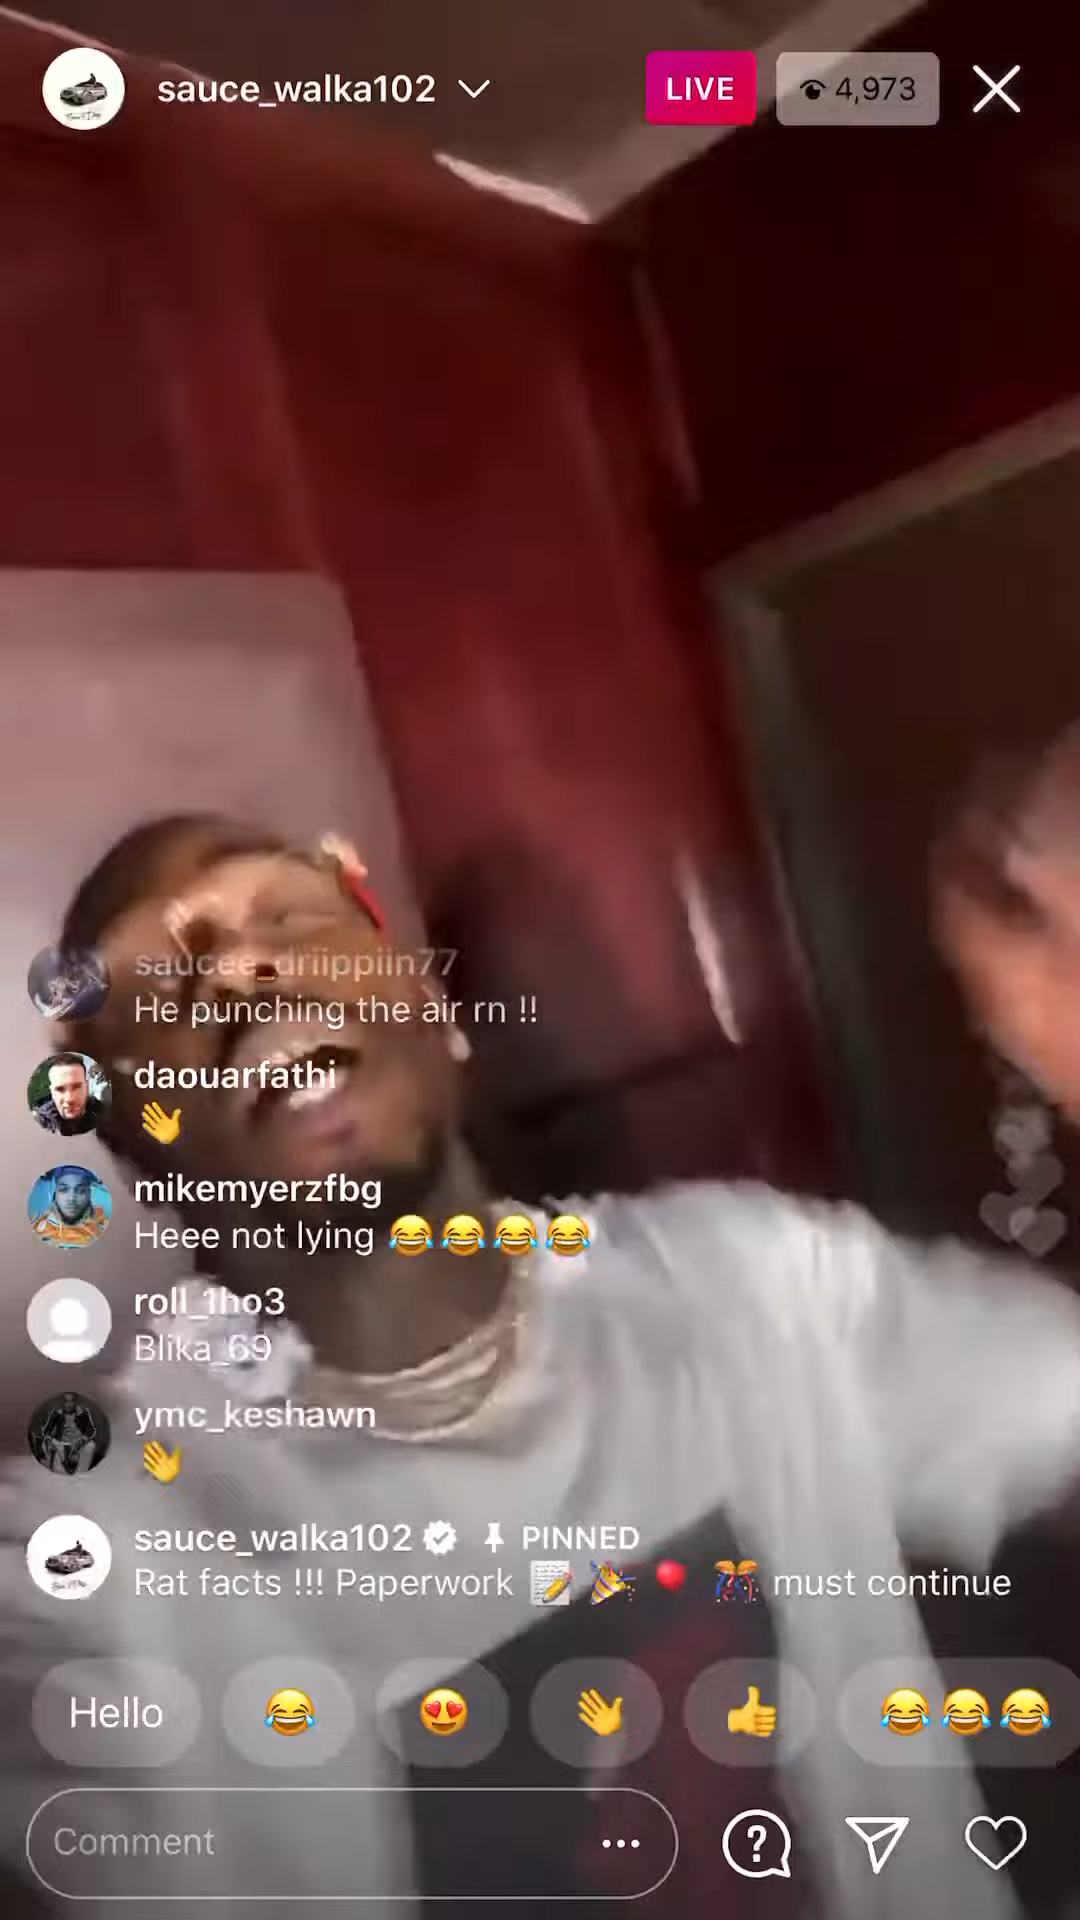 sauce_walka102
LIVE
4,973
saucee_driippiin77
He punching the air rn !!
daouarfathi
👋
mikemyerzfbg
Heee not lying 😂😂😂😂
roll_1ho3
Blika_69
ymc_keshawn
👋
sauce_walka102 PINNED
Rat facts !!! Paperwork 📝 🎉 🎈 🎊 must continue
Hello 😂 😍 👋 👍 😂😂😂
Comment